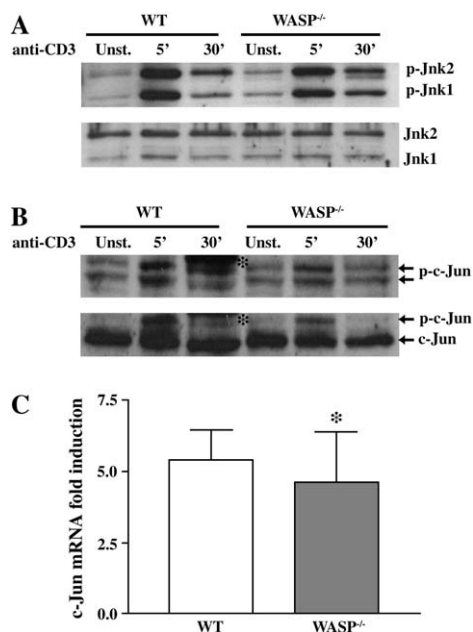 A
WT WASP-/-
anti-CD3 Unst. 5' 30' Unst. 5' 30'
p-Jnk2
p-Jnk1
Jnk2
Jnk1
B
WT WASP-/-
anti-CD3 Unst. 5' 30' Unst. 5' 30'
*
p-c-Jun
*
p-c-Jun
c-Jun
C
c-Jun mRNA fold induction
7.5
*
5.0
2.5
0.0
WT WASP-/-